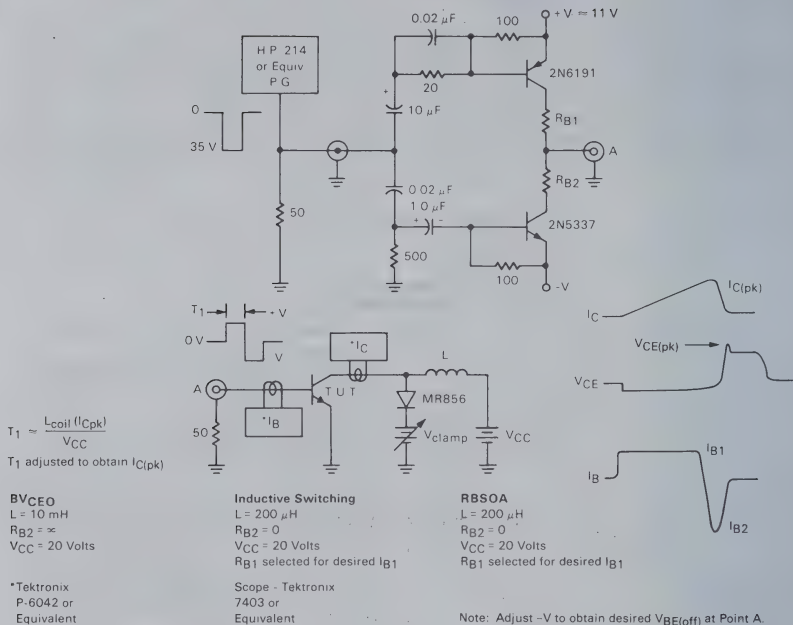 0.02 µF
100
+V ≈ 11 V
HP 214
or Equiv
PG
20
2N6191
+
10 µF
RB1
0
35 V
A
RB2
0.02 µF
50
1.0 µF
+ -
2N5337
500
100
-V
T1
+V
0 V
V
*IC
L
A
TUT
MR856
*IB
50
Vclamp
VCC
IC
IC(pk)
VCE(pk)
VCE
IB1
IB
IB2
T1 ≈ Lcoil (ICpk) / VCC
T1 adjusted to obtain IC(pk)
BVCEO
L = 10 mH
RB2 = ∞
VCC = 20 Volts
Inductive Switching
L = 200 µH
RB2 = 0
VCC = 20 Volts
RB1 selected for desired IB1
RBSOA
L = 200 µH
RB2 = 0
VCC = 20 Volts
RB1 selected for desired IB1
*Tektronix
P-6042 or
Equivalent
Scope - Tektronix
7403 or
Equivalent
Note: Adjust -V to obtain desired VBE(off) at Point A.